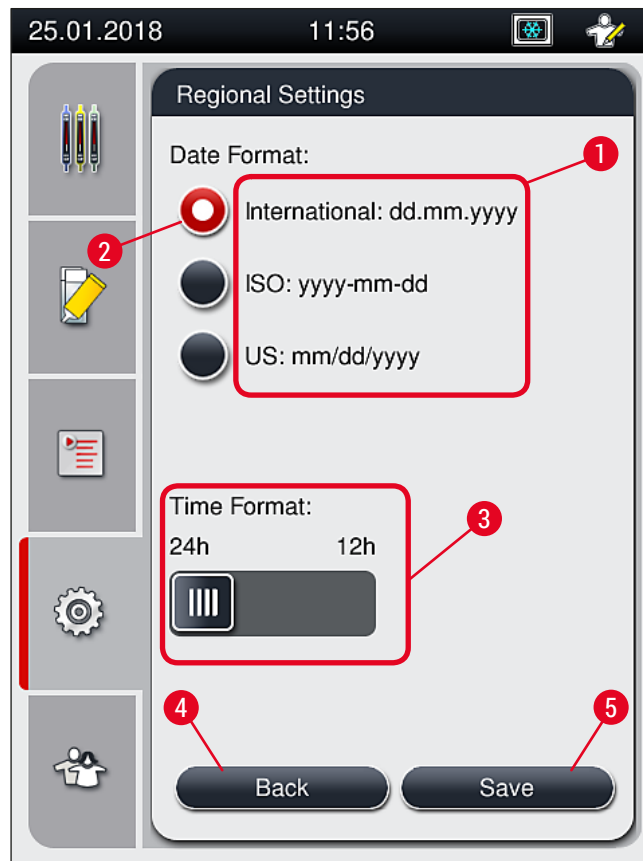 25.01.2018 11:56
Regional Settings
Date Format:
1
International: dd.mm.yyyy
2
ISO: yyyy-mm-dd
US: mm/dd/yyyy
Time Format:
3
24h 12h
4
5
Back Save